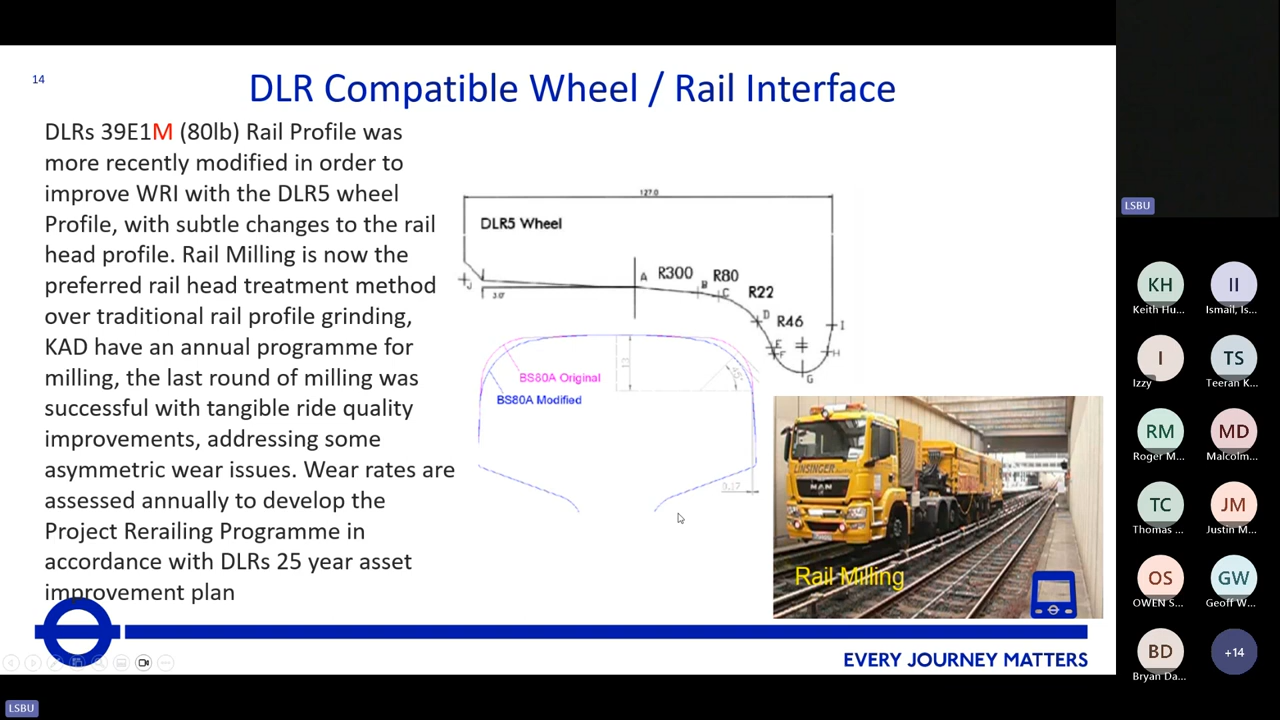 14
DLR Compatible Wheel / Rail Interface
DLRs 39E1M (80lb) Rail Profile was
more recently modified in order to
improve WRI with the DLR5 wheel
Profile, with subtle changes to the rail
head profile. Rail Milling is now the
preferred rail head treatment method
over traditional rail profile grinding,
KAD have an annual programme for
milling, the last round of milling was
successful with tangible ride quality
improvements, addressing some
asymmetric wear issues. Wear rates are
assessed annually to develop the
Project Rerailing Programme in
accordance with DLRs 25 year asset
improvement plan
127.0
DLR5 Wheel
A
R300
B
R80
C
R22
D
R46
E
F
G
H
I
J
BS80A Original
BS80A Modified
13
45°
LINSINGER
MAN
Rail Milling
EVERY JOURNEY MATTERS
LSBU
LSBU
KH
Keith Hu...
II
Ismail, Is...
I
Izzy
TS
Teeran K...
RM
Roger M...
MD
Malcolm...
TC
Thomas ...
JM
Justin M...
OS
OWEN S...
GW
Geoff W...
BD
Bryan Da...
+14